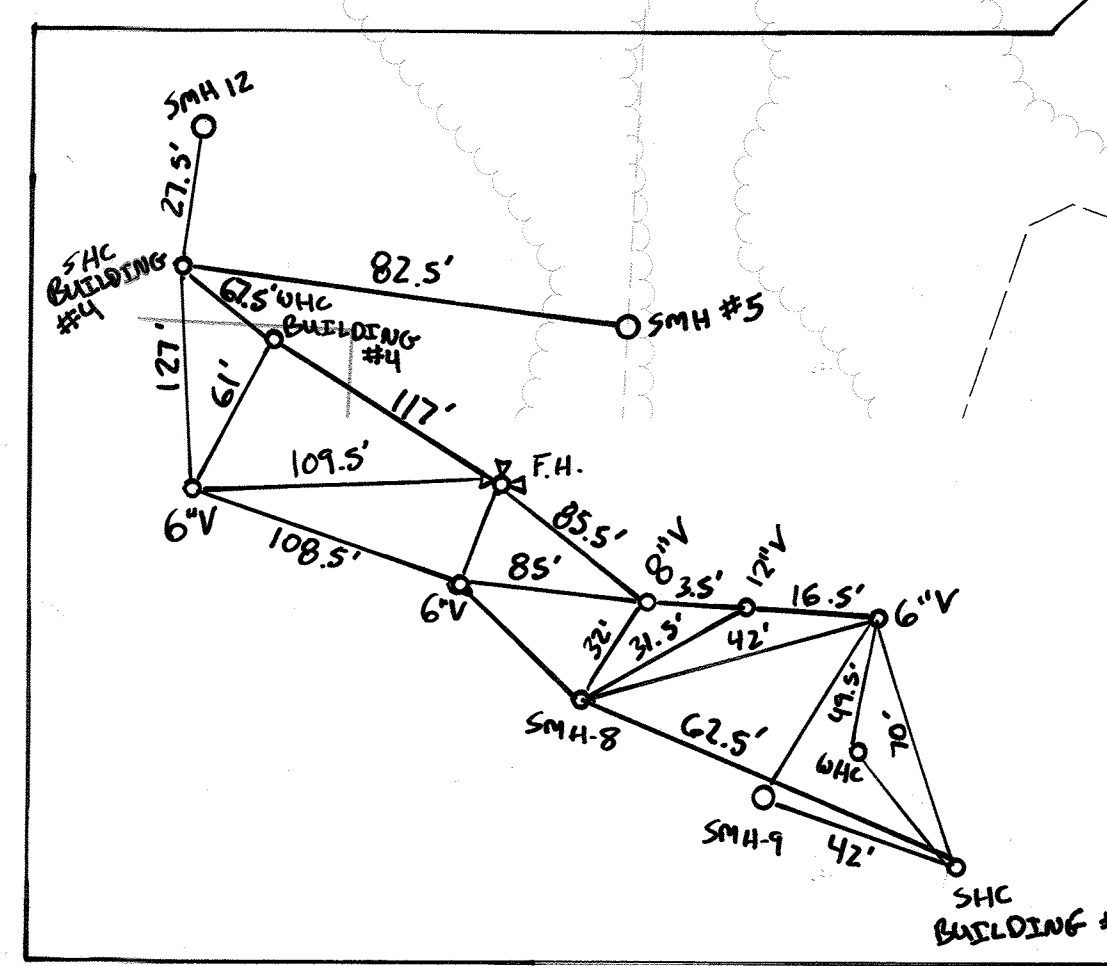 SMH 12
27.5'
SHC
BUILDING
#4
82.5'
SMH #5
67.5'
WHC
BUILDING
#4
127'
61'
117'
109.5'
F.H.
6"V
108.5'
85.5'
85'
6"V
8"V
3.5'
12"V
16.5'
6"V
32'
31.5'
42'
SMH-8
62.5'
49.5'
70'
WHC
SMH-9
42'
SHC
BUILDING #